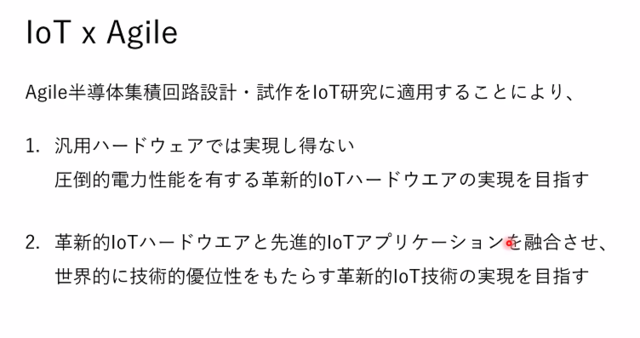 IoT x Agile
Agile半導体集積回路設計・試作をIoT研究に適用することにより、
1. 汎用ハードウェアでは実現し得ない
圧倒的電力性能を有する革新的IoTハードウエアの実現を目指す
2. 革新的IoTハードウエアと先進的IoTアプリケーションを融合させ、
世界的に技術的優位性をもたらす革新的IoT技術の実現を目指す